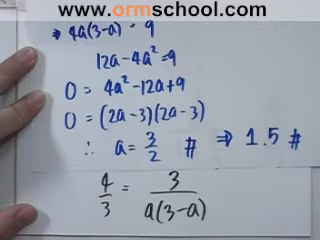 www.ormschool.com
⇒ 4a(3-a) = 9
12a - 4a² = 9
0 = 4a² - 12a + 9
0 = (2a - 3)(2a - 3)
∴ a = 3/2 # ⇒ 1.5 #
4/3 = 3/a(3-a)